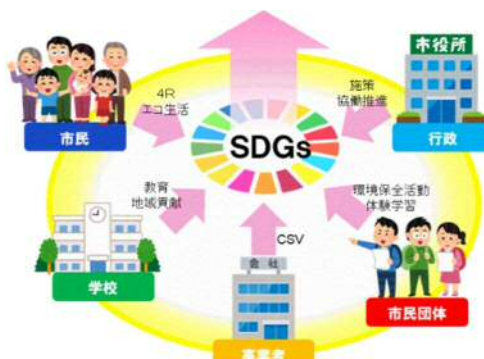 市役所
4R
エコ生活
施策
協働推進
市民
行政
SDGs
教育
地域貢献
環境保全活動
体験学習
CSV
会社
学校
市民団体
事業者